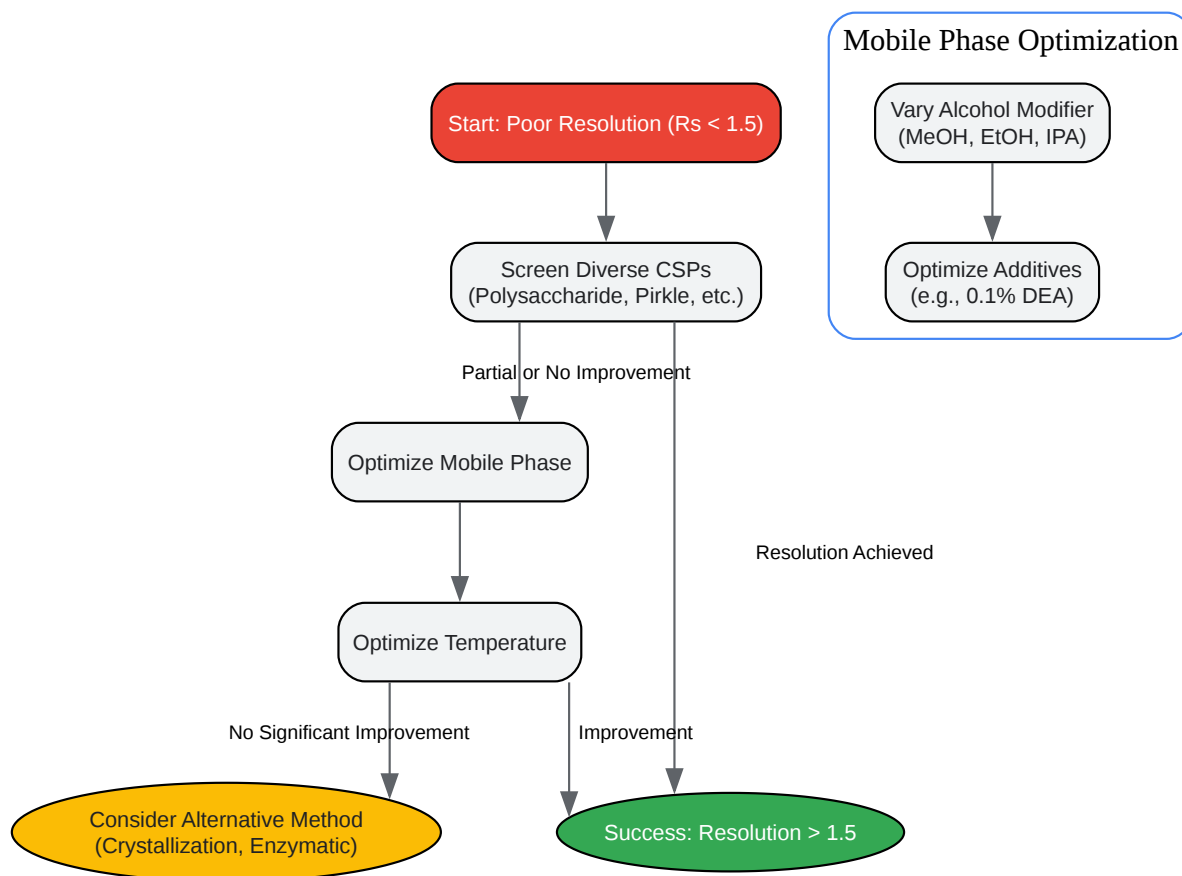 Mobile Phase Optimization
Start: Poor Resolution (Rs < 1.5)
Vary Alcohol Modifier
(MeOH, EtOH, IPA)
Screen Diverse CSPs
(Polysaccharide, Pirkle, etc.)
Optimize Additives
(e.g., 0.1% DEA)
Partial or No Improvement
Optimize Mobile Phase
Resolution Achieved
Optimize Temperature
No Significant Improvement
Improvement
Consider Alternative Method
(Crystallization, Enzymatic)
Success: Resolution > 1.5